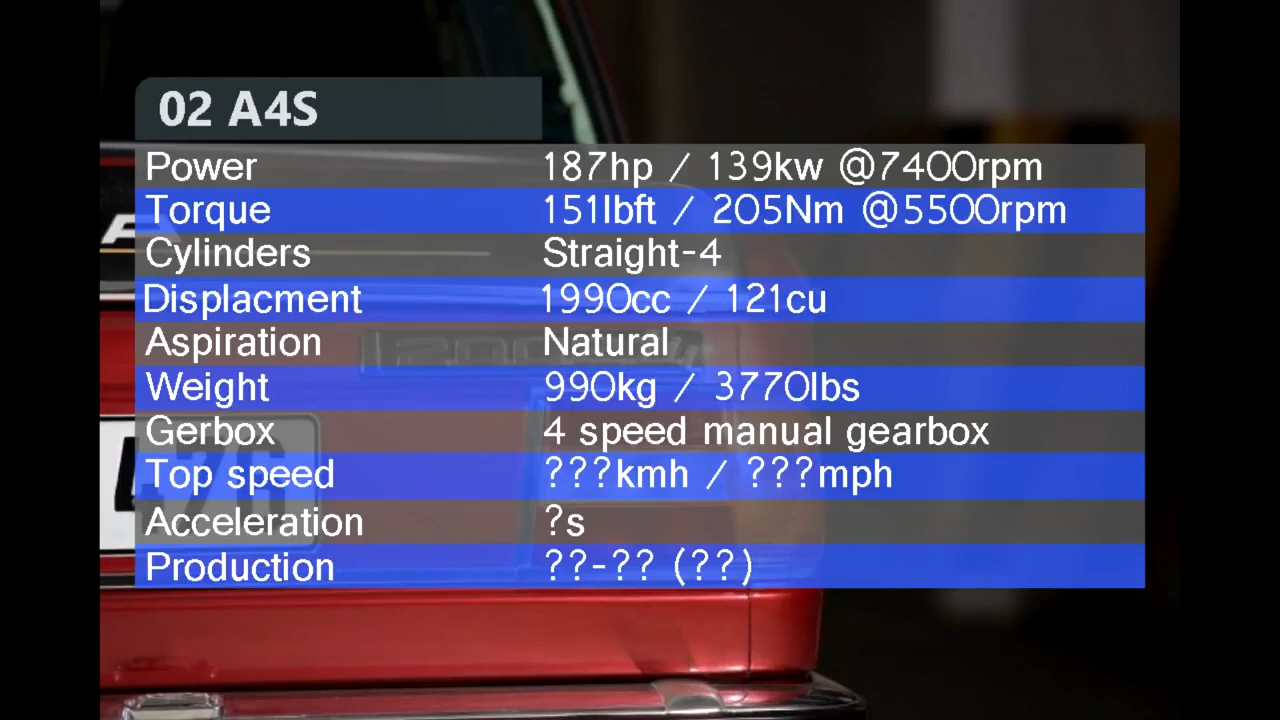 02 A4S
Power 187hp / 139kw @7400rpm
Torque 151lbft / 205Nm @5500rpm
Cylinders Straight-4
Displacment 1990cc / 121cu
Aspiration Natural
Weight 990kg / 3770lbs
Gerbox 4 speed manual gearbox
Top speed ???kmh / ???mph
Acceleration ?s
Production ??-?? (??)